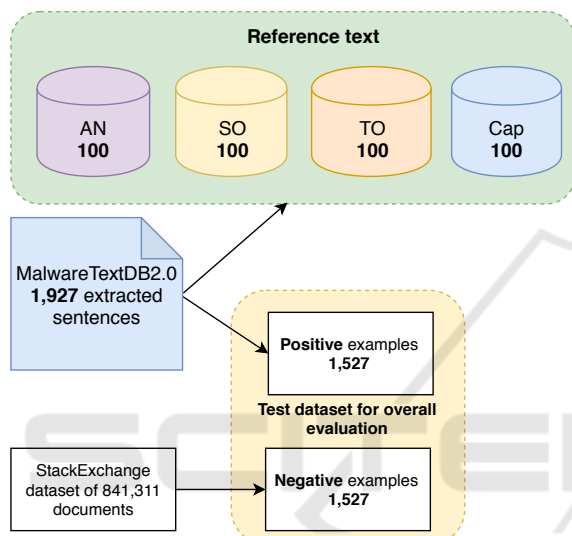 Reference text
AN
100
SO
100
TO
100
Cap
100
MalwareTextDB2.0
1,927 extracted
sentences
Positive examples
1,527
Test dataset for overall
evaluation
StackExchange
dataset of 841,311
documents
Negative examples
1,527